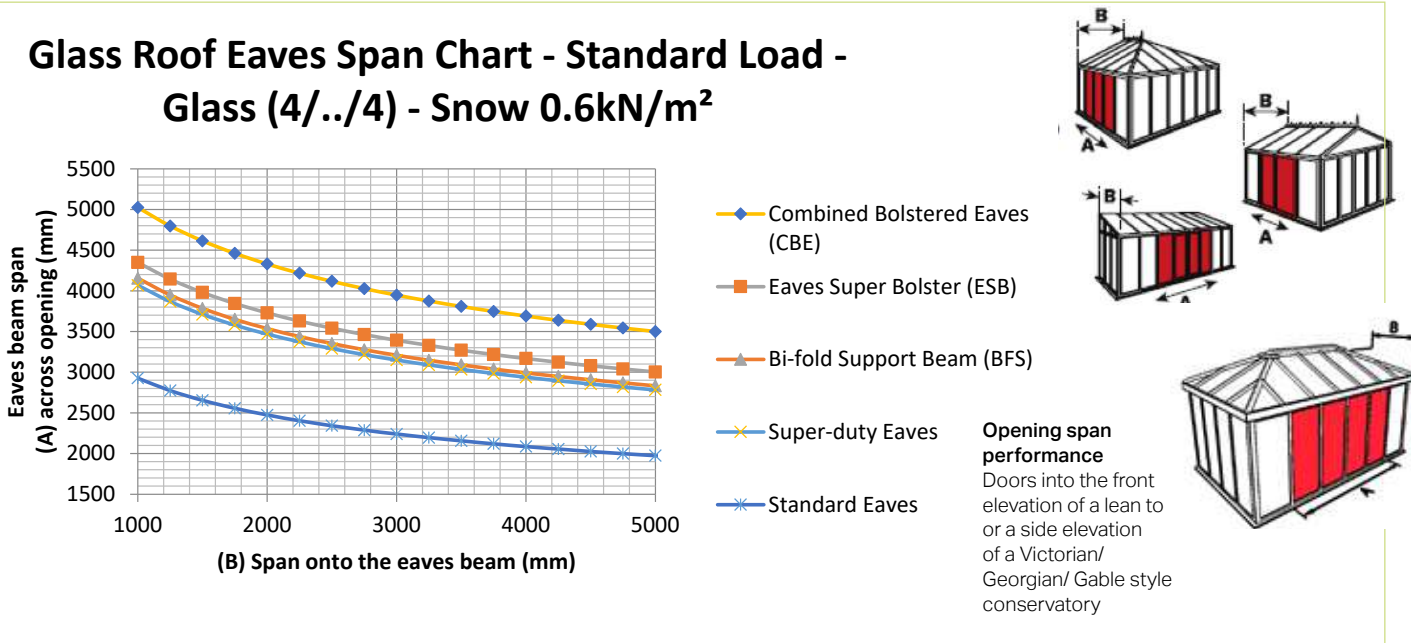 Glass Roof Eaves Span Chart - Standard Load -
Glass (4/../4) - Snow 0.6kN/m²
Eaves beam span
(A) across opening (mm)
5500
5000
4500
4000
3500
3000
2500
2000
1500
1000
2000
3000
4000
5000
(B) Span onto the eaves beam (mm)
Combined Bolstered Eaves
(CBE)
Eaves Super Bolster (ESB)
Bi-fold Support Beam (BFS)
Super-duty Eaves
Standard Eaves
B
A
B
A
B
A
B
A
Opening span
performance
Doors into the front
elevation of a lean to
or a side elevation
of a Victorian/
Georgian/ Gable style
conservatory